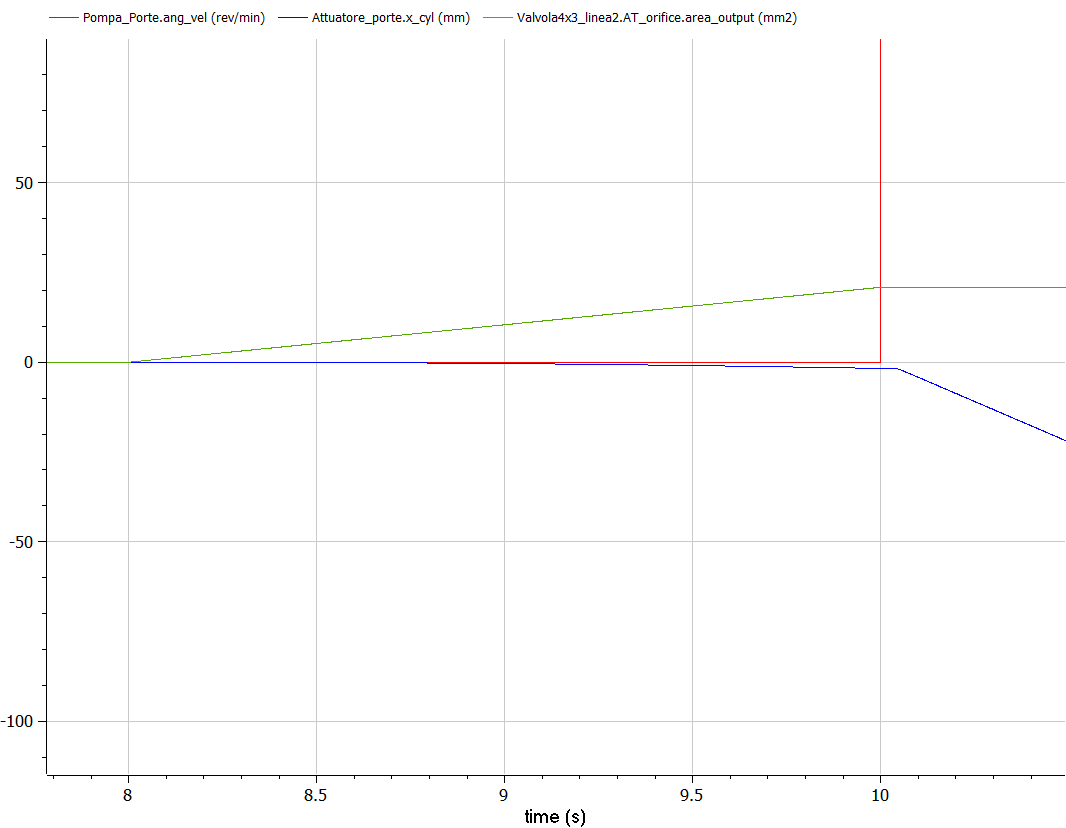 Pompa_Porte.ang_vel (rev/min) Attuatore_porte.x_cyl (mm) Valvola4x3_linea2.AT_orifice.area_output (mm2)
50
0
-50
-100
8 8.5 9 9.5 10
time (s)